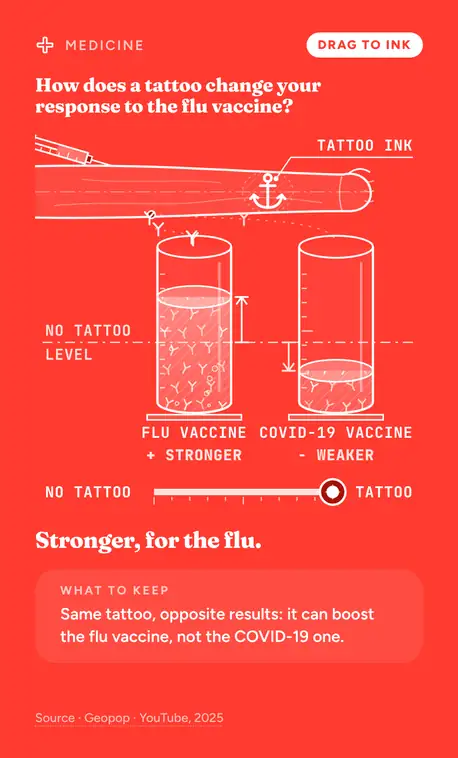 MEDICINE
DRAG TO INK
How does a tattoo change your
response to the flu vaccine?
TATTOO INK
NO TATTOO
LEVEL
FLU VACCINE
+ STRONGER
COVID-19 VACCINE
- WEAKER
NO TATTOO
TATTOO
Stronger, for the flu.
WHAT TO KEEP
Same tattoo, opposite results: it can boost
the flu vaccine, not the COVID-19 one.
Source · Geopop · YouTube, 2025